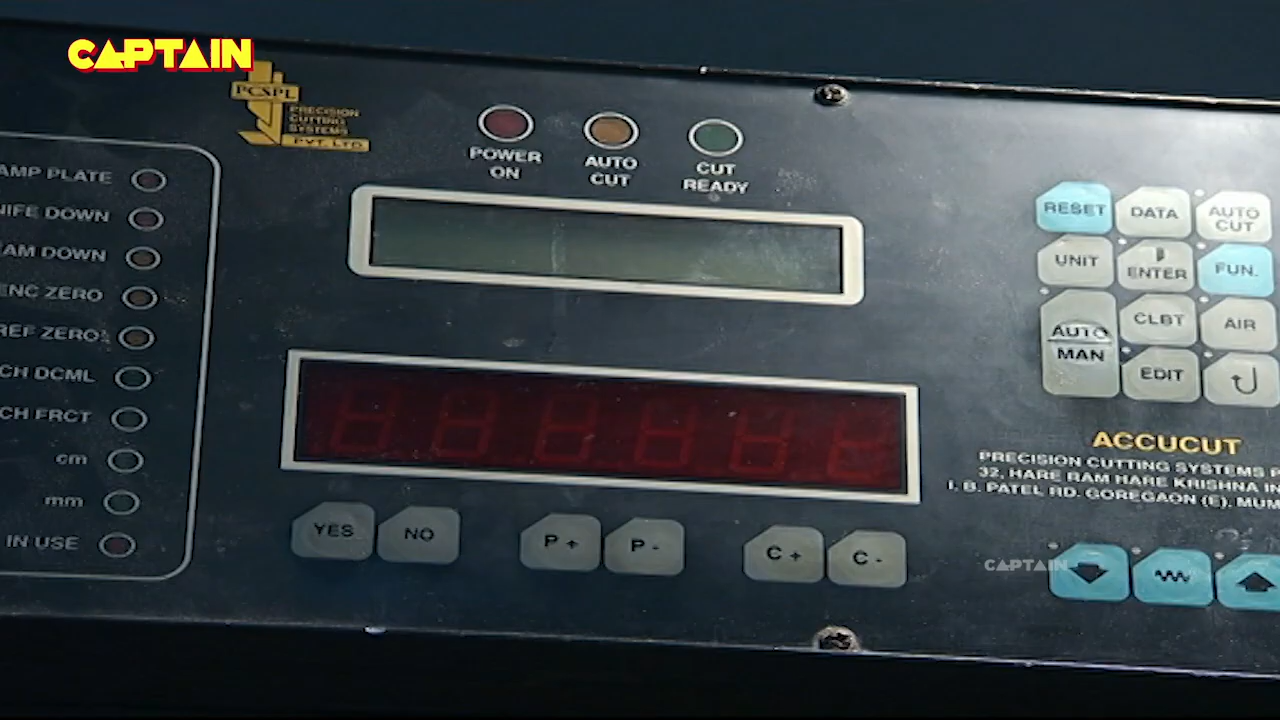 CAPTAIN
PCSPL
PRECISION
CUTTING
SYSTEMS
PVT. LTD.
POWER
ON
AUTO
CUT
CUT
READY
AMP PLATE
NIFE DOWN
AM DOWN
ENC ZERO
REF ZERO
CH DCML
CH FRCT
cm
mm
IN USE
RESET
DATA
AUTO
CUT
UNIT
ENTER
FUN.
AUTO
MAN
CLBT
AIR
EDIT
ACCUCUT
PRECISION CUTTING SYSTEMS P
32, HARE RAM HARE KRISHNA IN
I. B. PATEL RD. GOREGAON (E), MUM
YES
NO
P +
P -
C +
C -
CAPTAIN